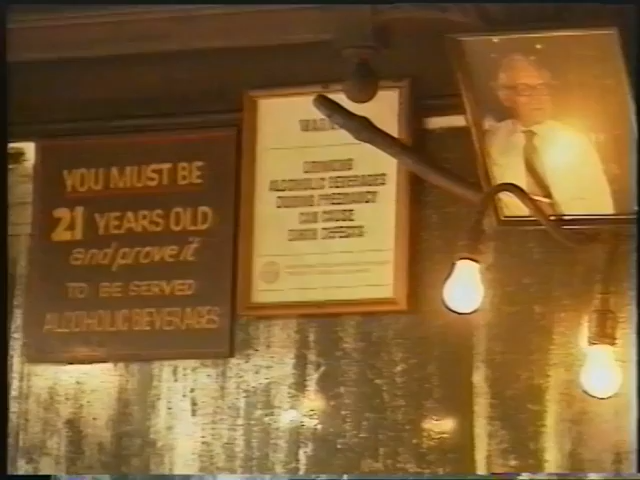 YOU MUST BE
21 YEARS OLD
and prove it
TO BE SERVED
ALCOHOLIC BEVERAGES
DRINKING
ALCOHOLIC BEVERAGES
DURING PREGNANCY
CAN CAUSE
BIRTH DEFECTS